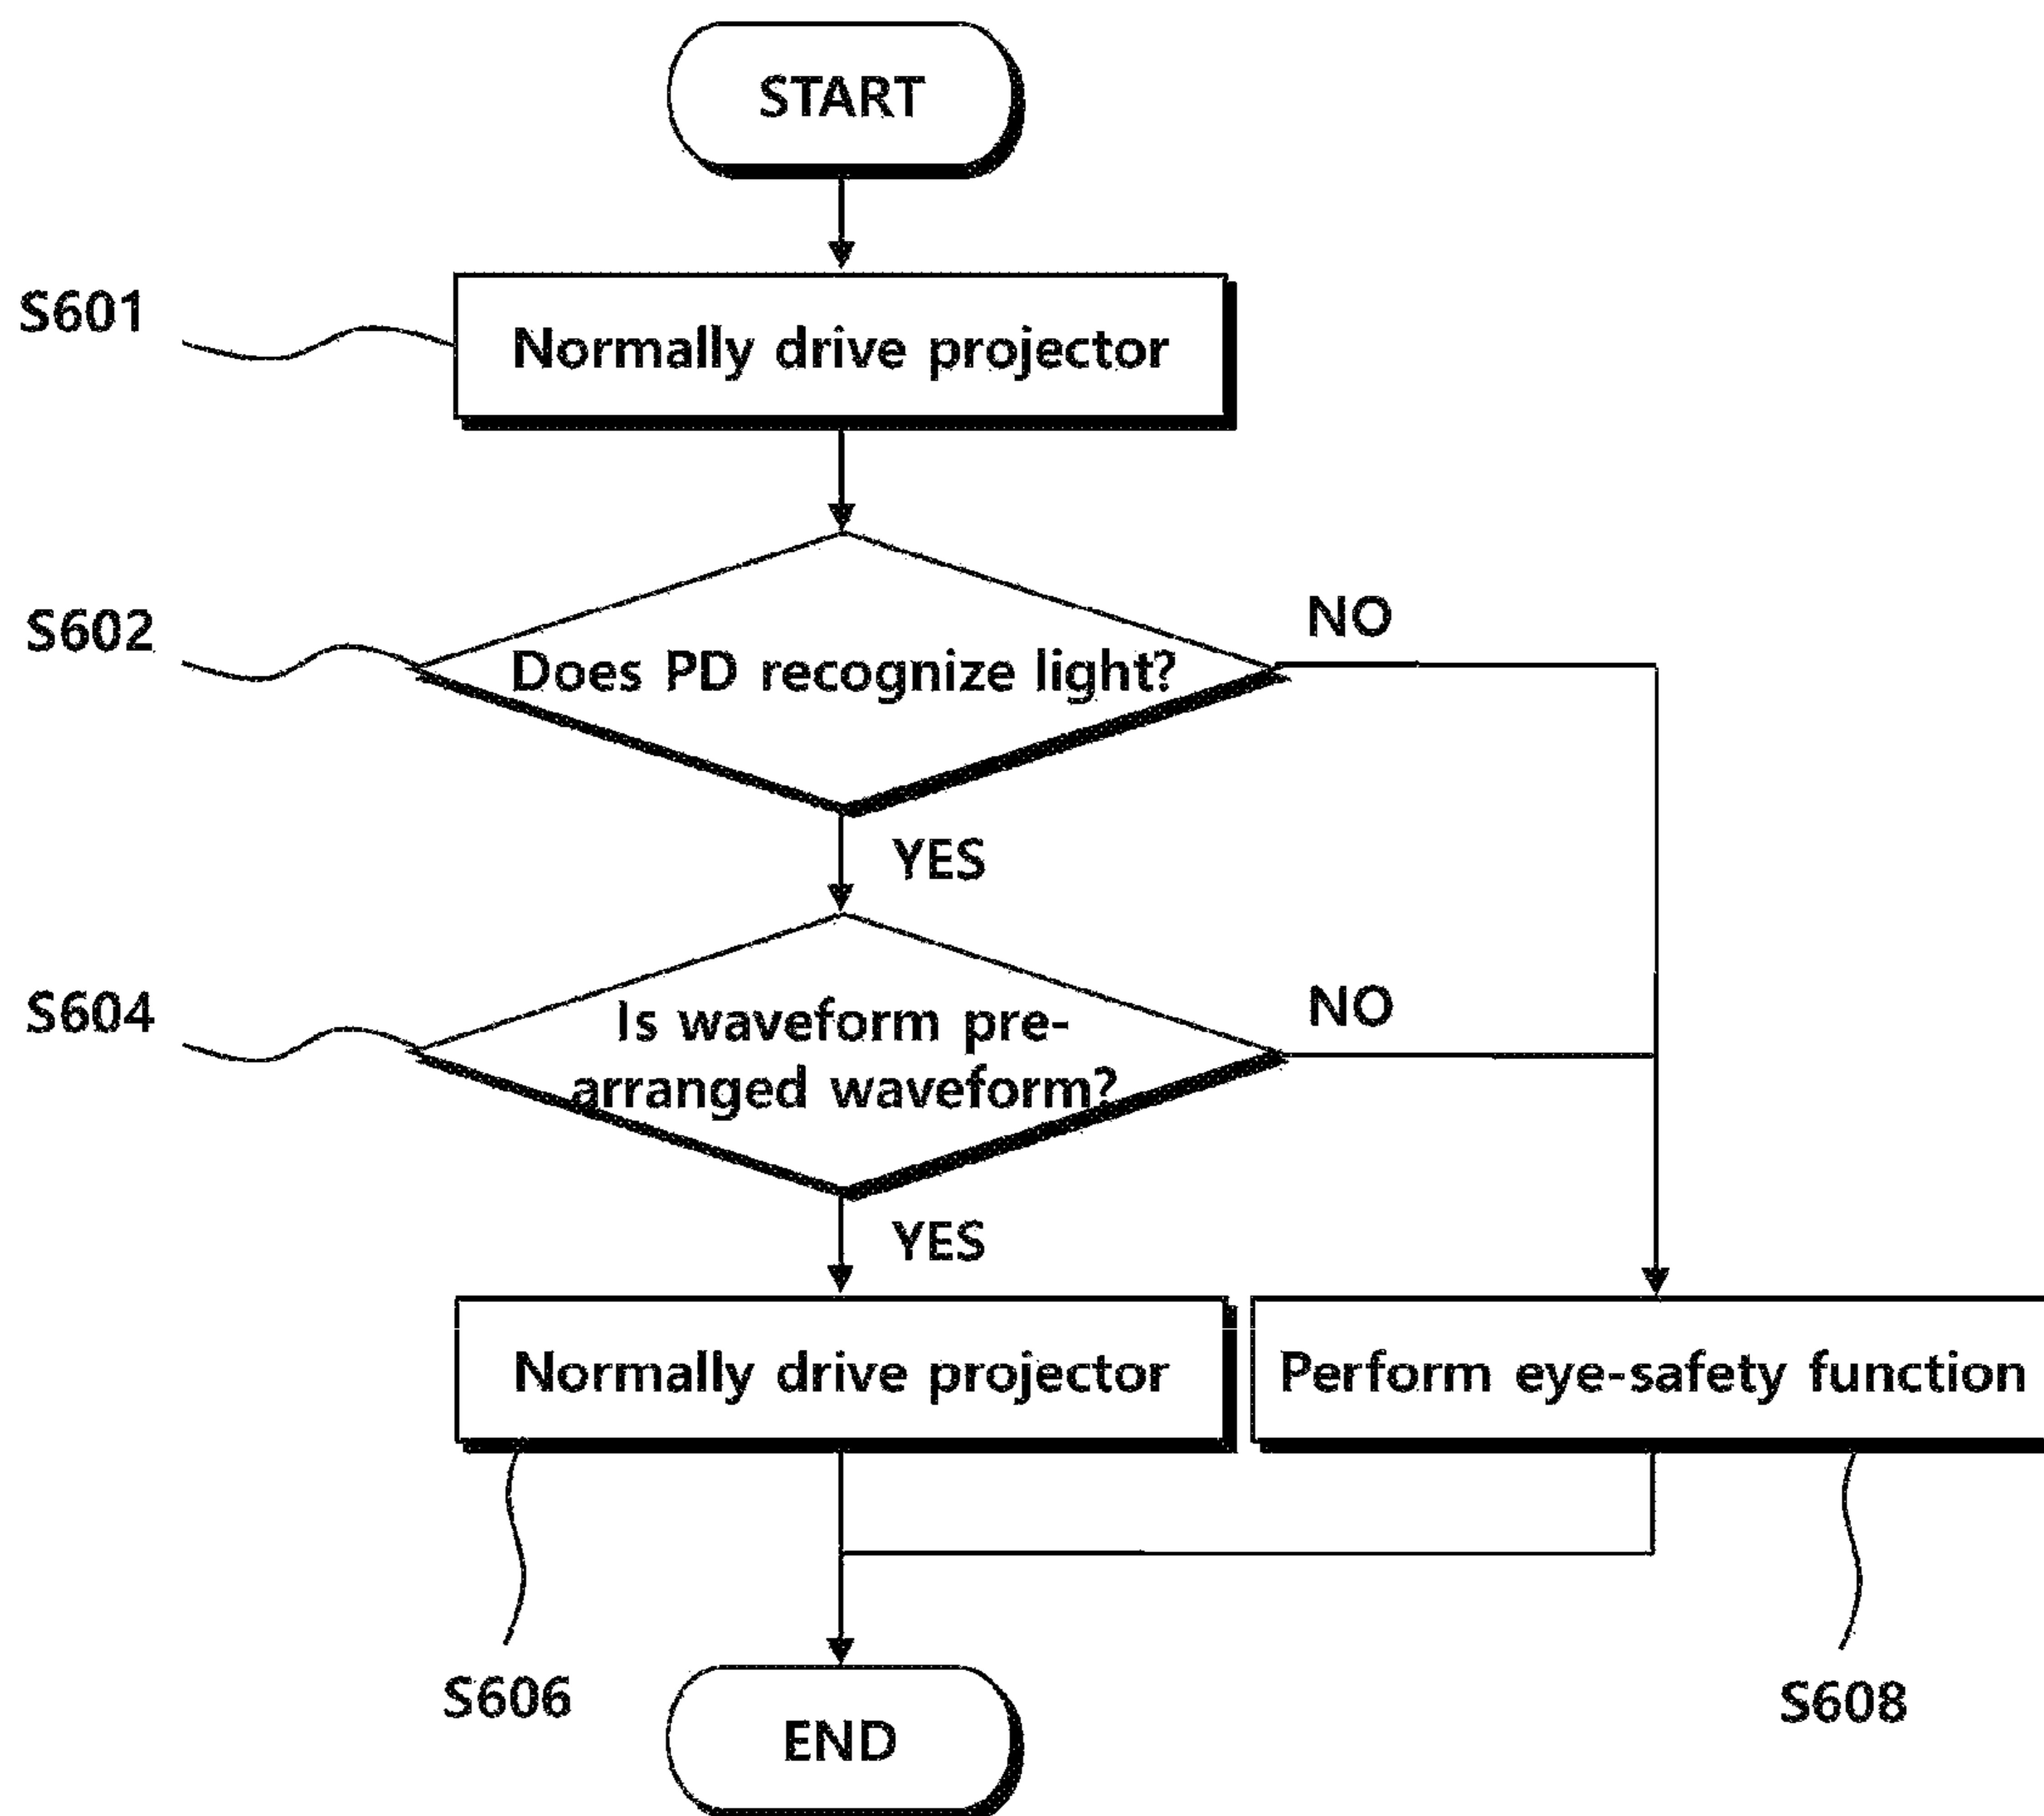 START
S601
Normally drive projector
S602
Does PD recognize light?
NO
YES
S604
Is waveform pre-
arranged waveform?
NO
YES
Normally drive projector
Perform eye-safety function
S606
S608
END